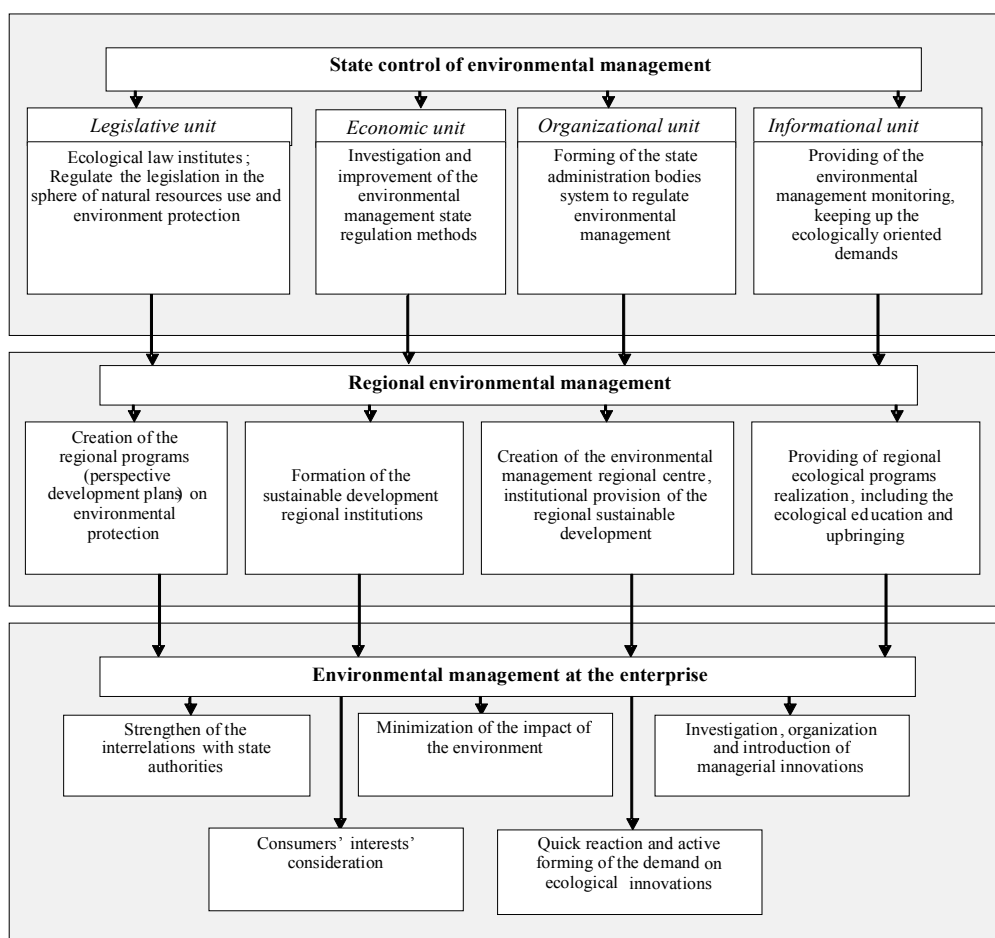 State control of environmental management
Legislative unit
Ecological law institutes;
Regulate the legislation in the
sphere of natural resources use and
environment protection
Economic unit
Investigation and
improvement of the
environmental
management state
regulation methods
Organizational unit
Forming of the state
administration bodies
system to regulate
environmental
management
Informational unit
Providing of the
environmental
management monitoring,
keeping up the
ecologically oriented
demands
Regional environmental management
Creation of the
regional programs
(perspective
development plans) on
environmental
protection
Formation of the
sustainable development
regional institutions
Creation of the environmental
management regional centre,
institutional provision of the
regional sustainable
development
Providing of regional
ecological programs
realization, including the
ecological education and
upbringing
Environmental management at the enterprise
Strengthen of the
interrelations with state
authorities
Minimization of the impact of
the environment
Investigation, organization
and introduction of
managerial innovations
Consumers' interests'
consideration
Quick reaction and active
forming of the demand on
ecological innovations